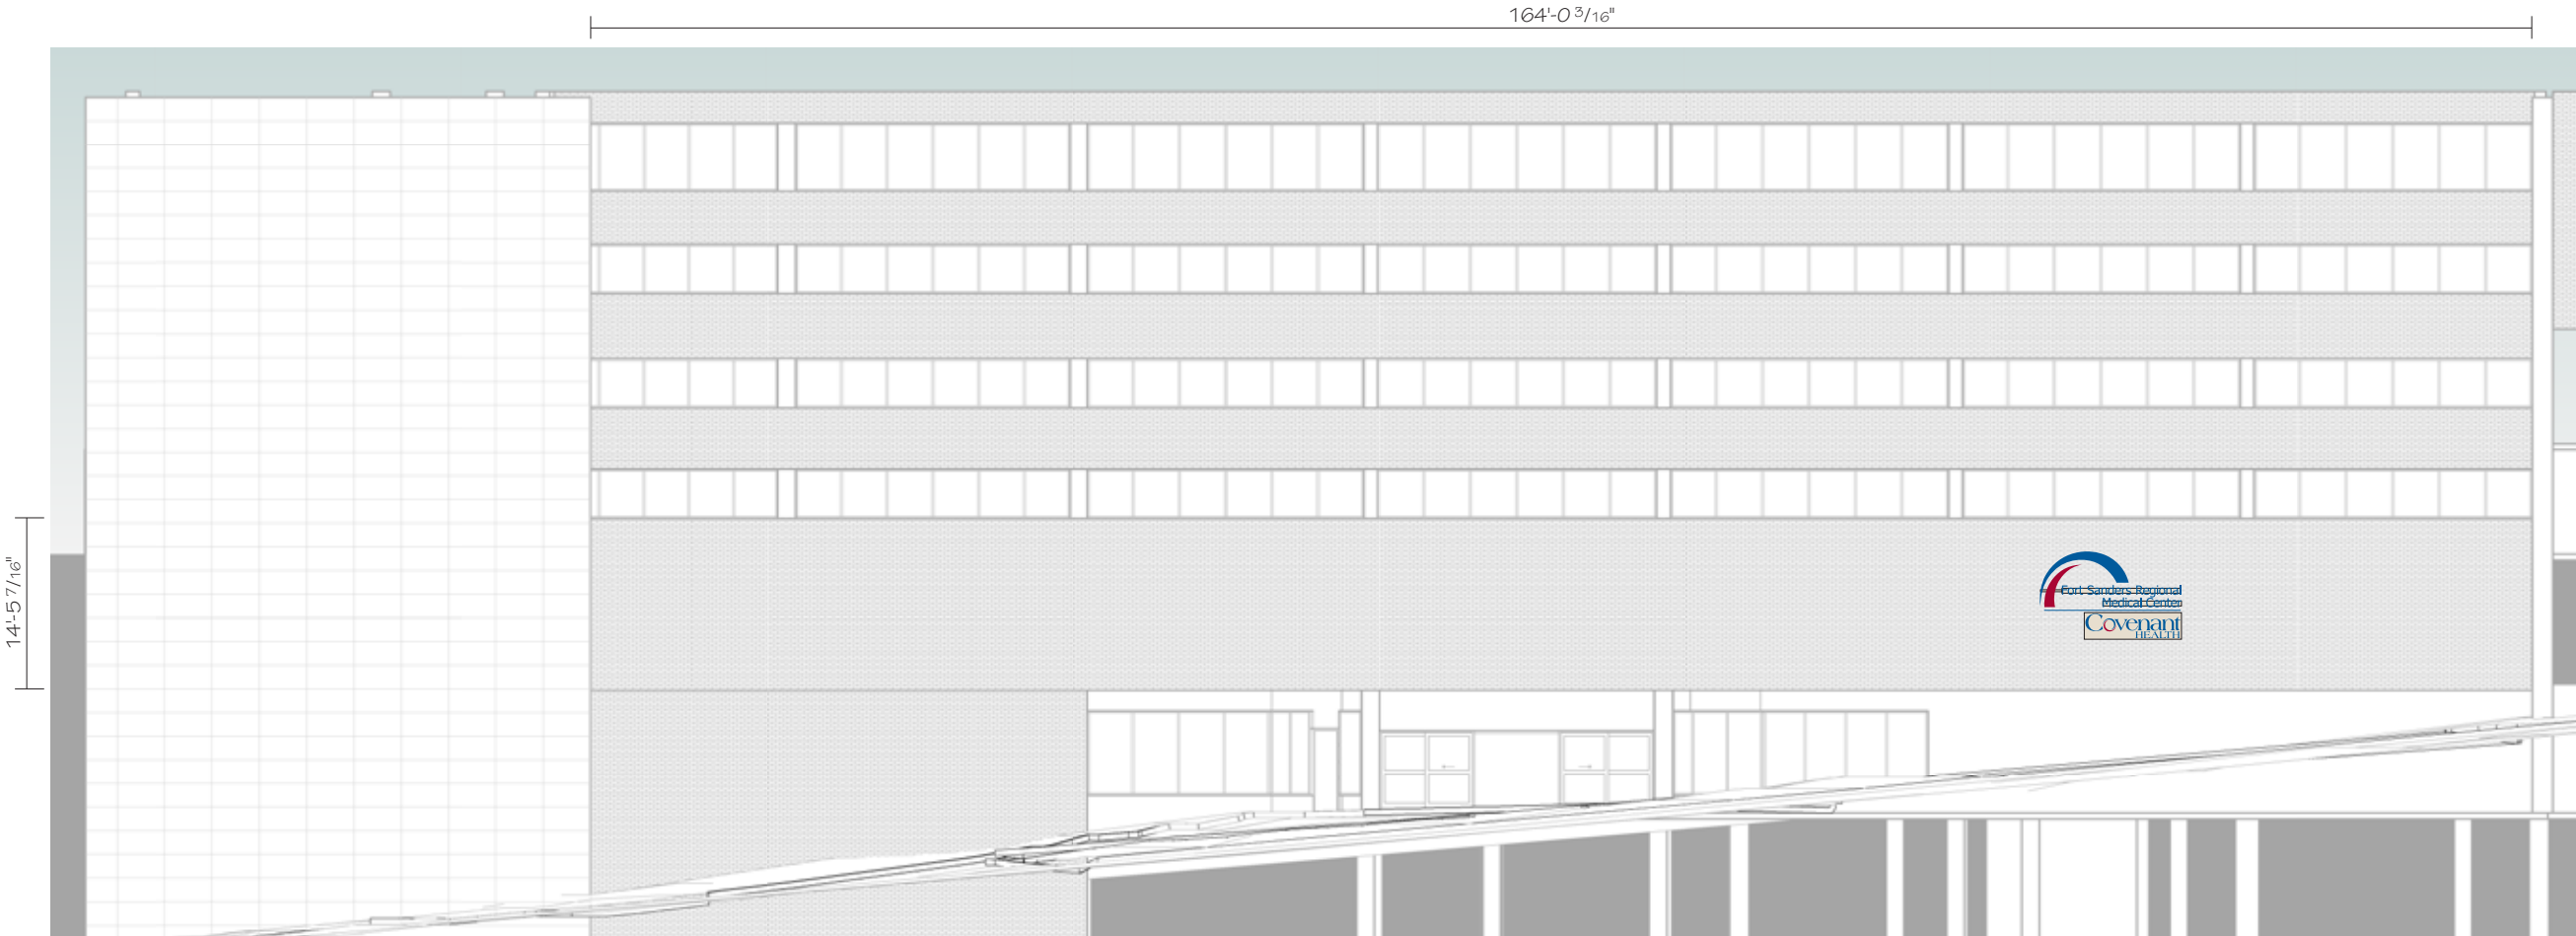 164'-0 3/16"
14'-5 7/16"
Fort Sanders Regional
Medical Center
Covenant
HEALTH